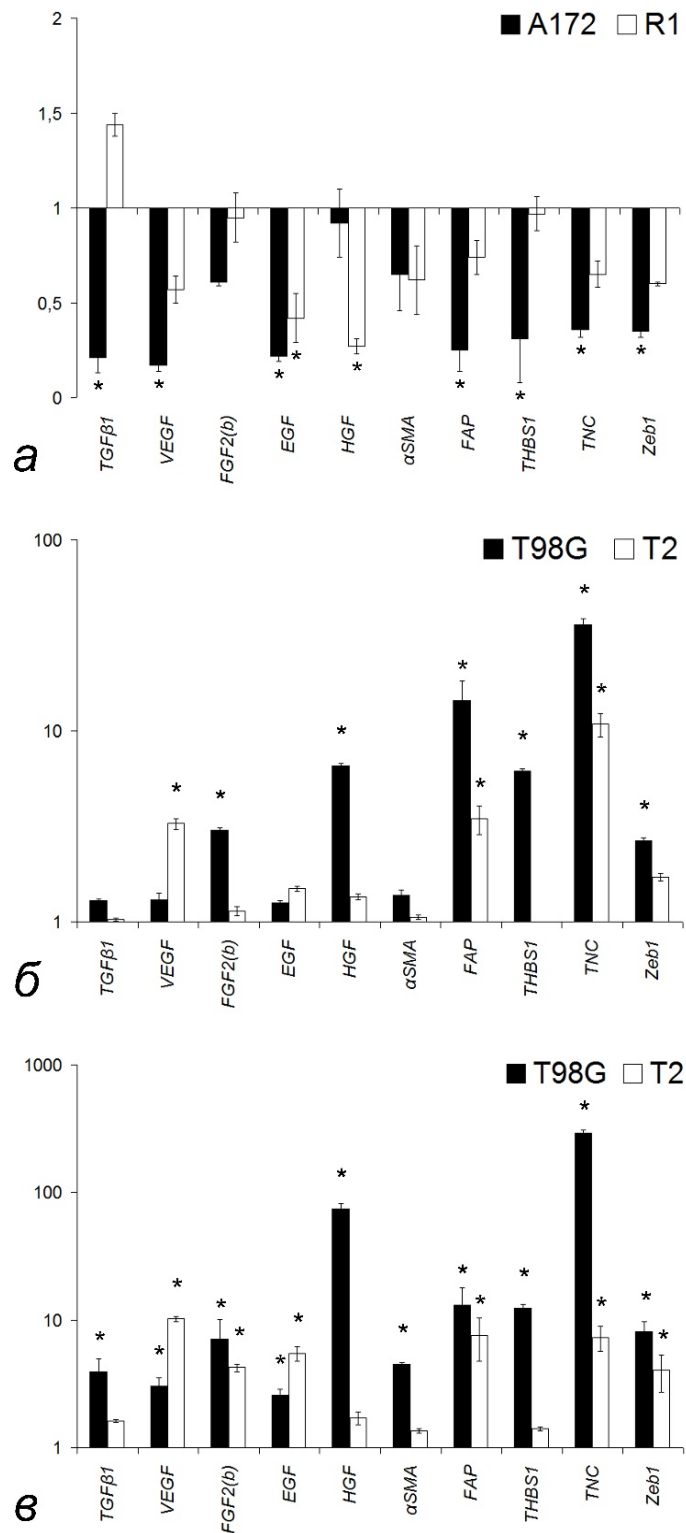 A172 R1
2
1,5
1
0,5
0
* * * * * * * * *
TGFβ1 VEGF FGF2(b) EGF HGF αSMA FAP THBS1 TNC Zeb1
а
T98G T2
100
10
1
* * * * * * * * *
TGFβ1 VEGF FGF2(b) EGF HGF αSMA FAP THBS1 TNC Zeb1
б
T98G T2
1000
100
10
1
* * * * * * * * * * * * * * * *
TGFβ1 VEGF FGF2(b) EGF HGF αSMA FAP THBS1 TNC Zeb1
в